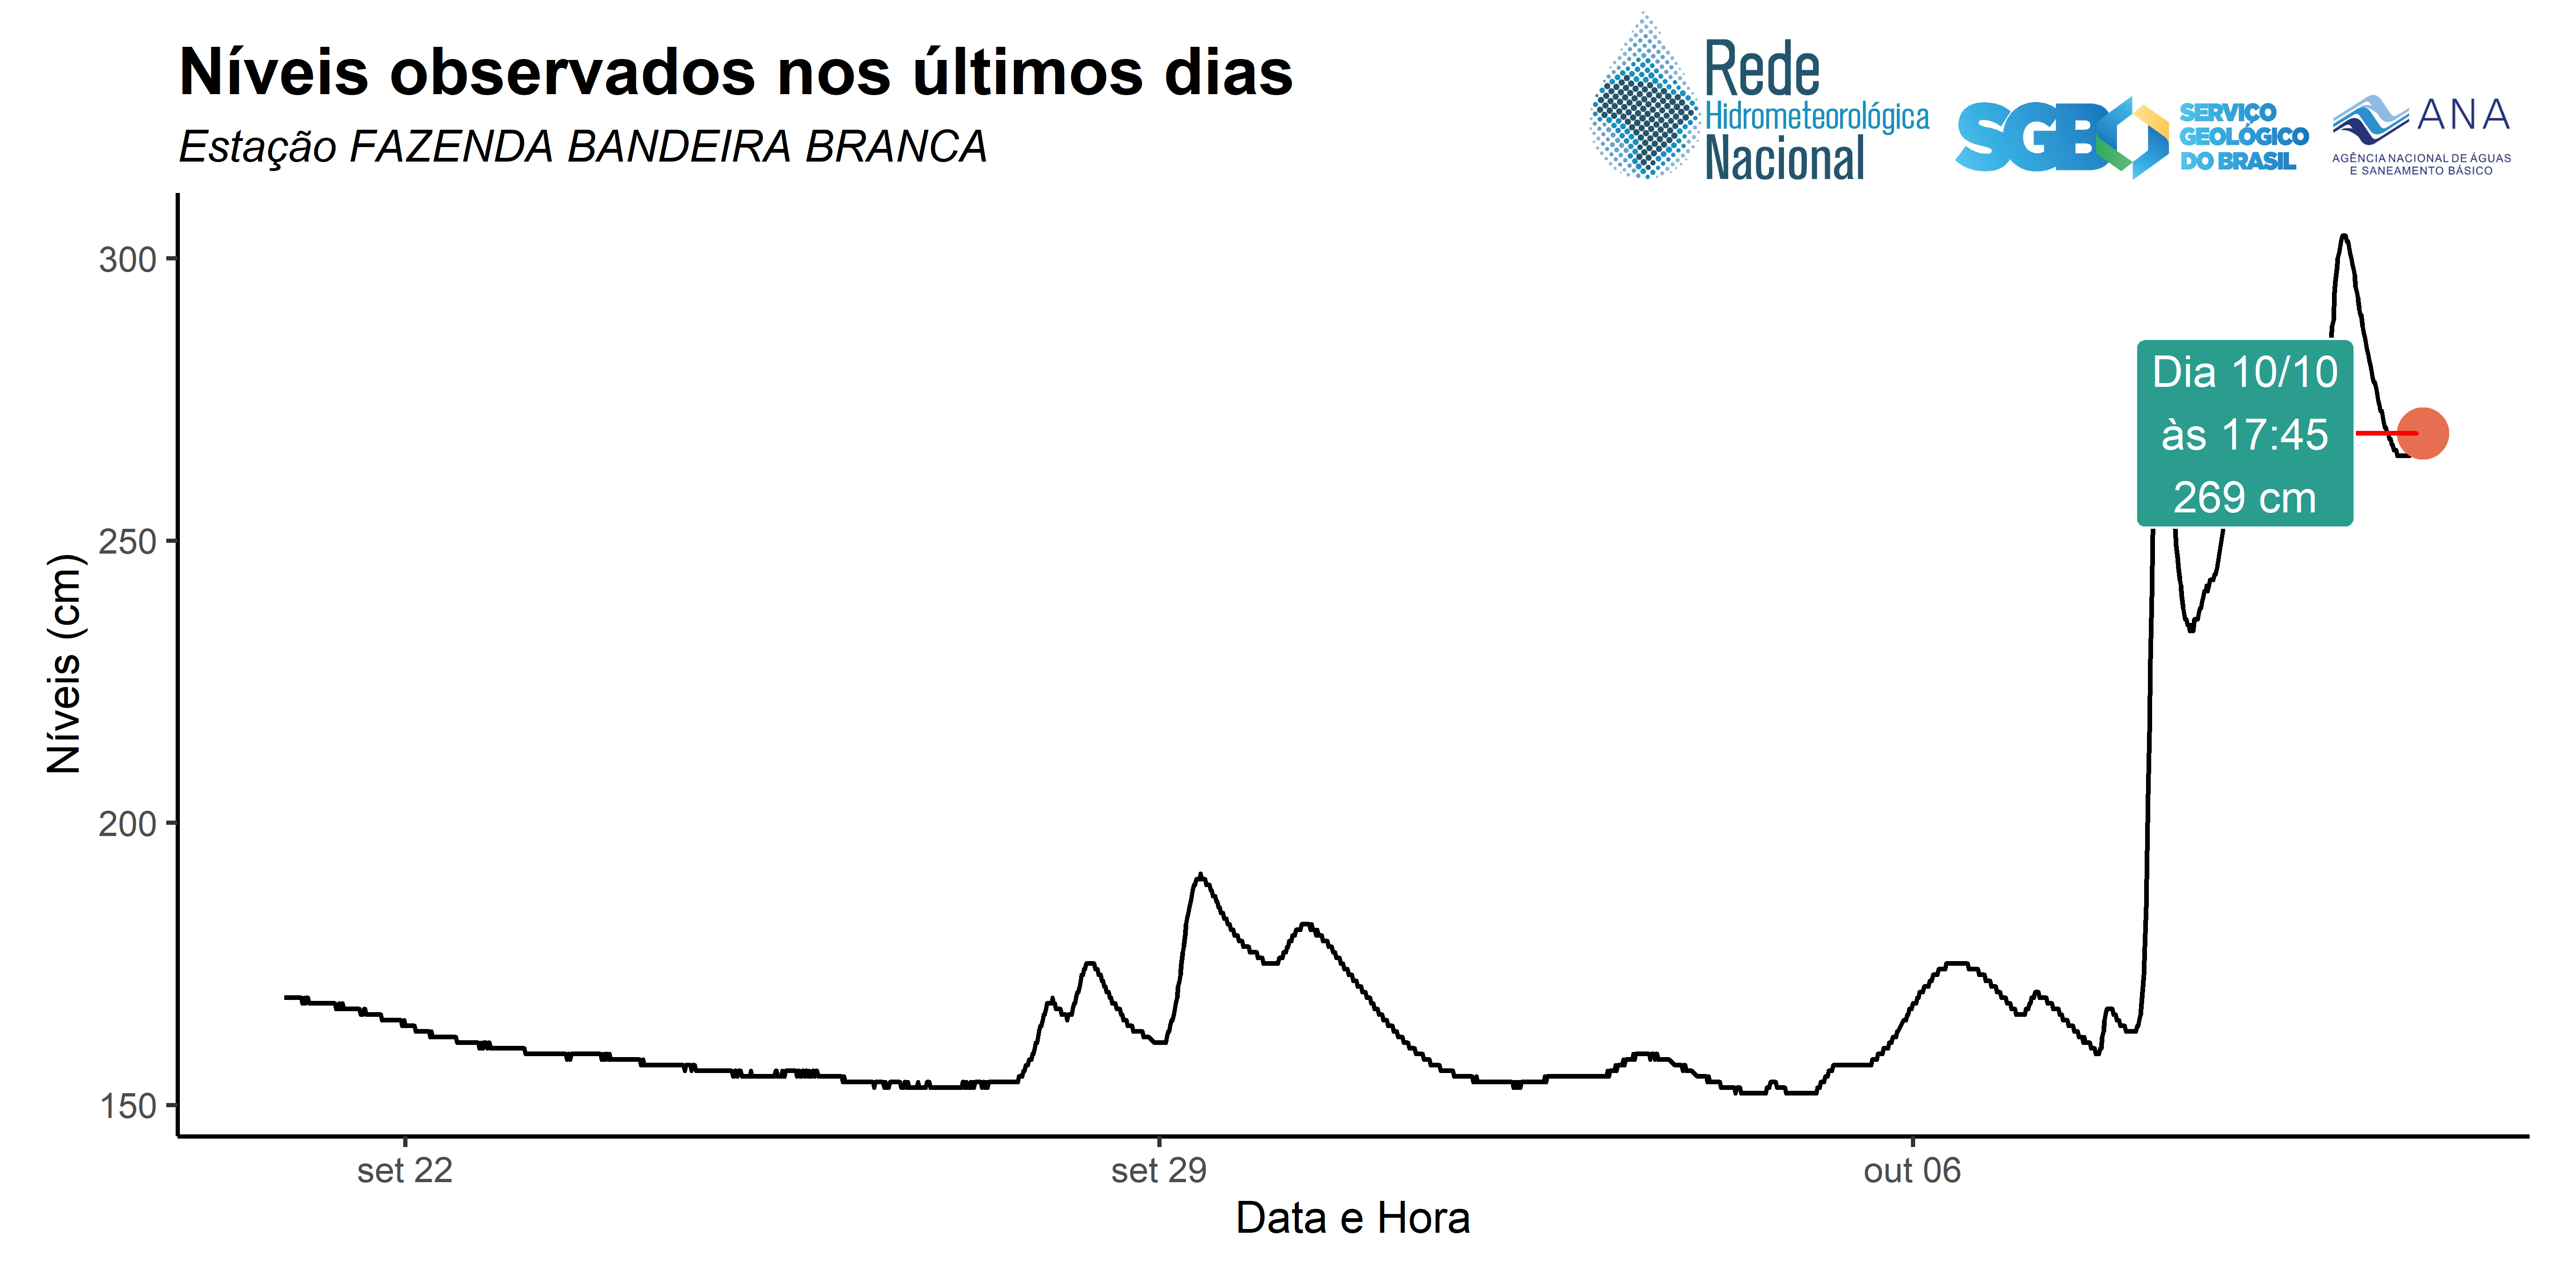 Níveis observados nos últimos dias
Estação FAZENDA BANDEIRA BRANCA
Rede
Hidrometeorológica
Nacional
SGB
SERVIÇO
GEOLÓGICO
DO BRASIL
ANA
AGÊNCIA NACIONAL DE ÁGUAS
E SANEAMENTO BÁSICO
300
250
200
150
Níveis (cm)
Dia 10/10
às 17:45
269 cm
set 22
set 29
out 06
Data e Hora